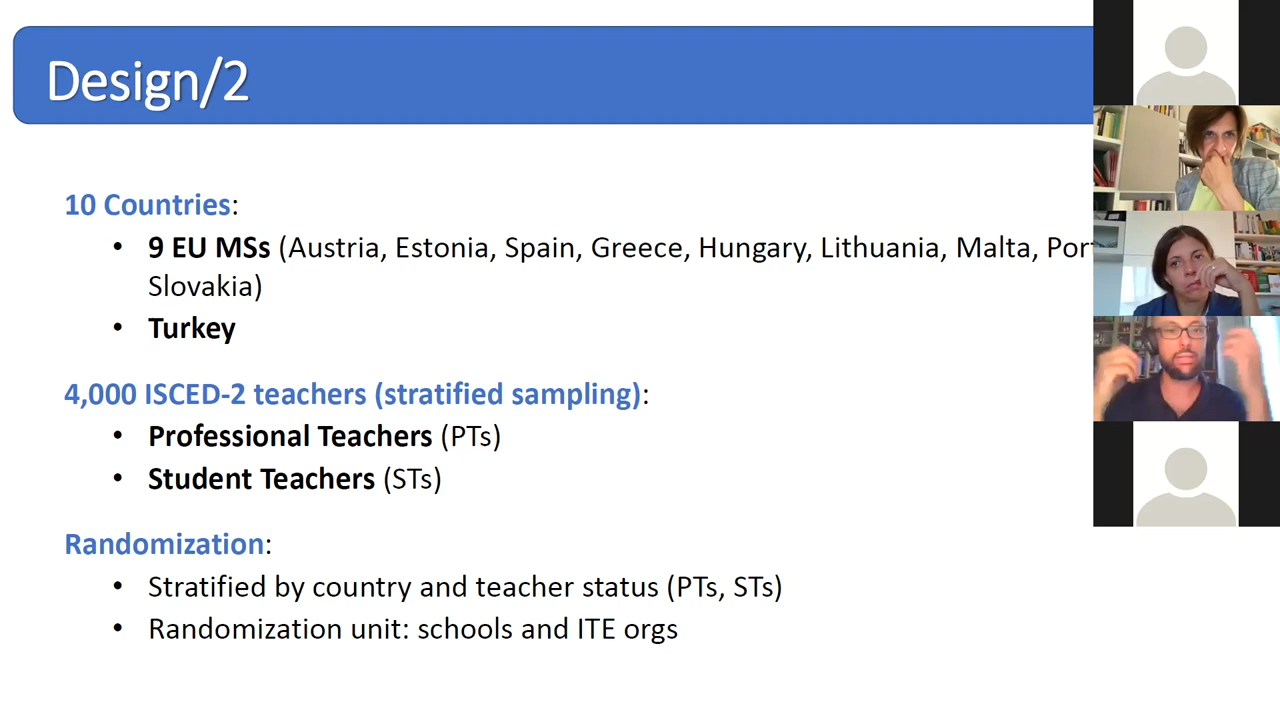 Design/2
10 Countries:
• 9 EU MSs (Austria, Estonia, Spain, Greece, Hungary, Lithuania, Malta,
Slovakia)
• Turkey
4,000 ISCED-2 teachers (stratified sampling):
• Professional Teachers (PTs)
• Student Teachers (STs)
Randomization:
• Stratified by country and teacher status (PTs, STs)
• Randomization unit: schools and ITE orgs